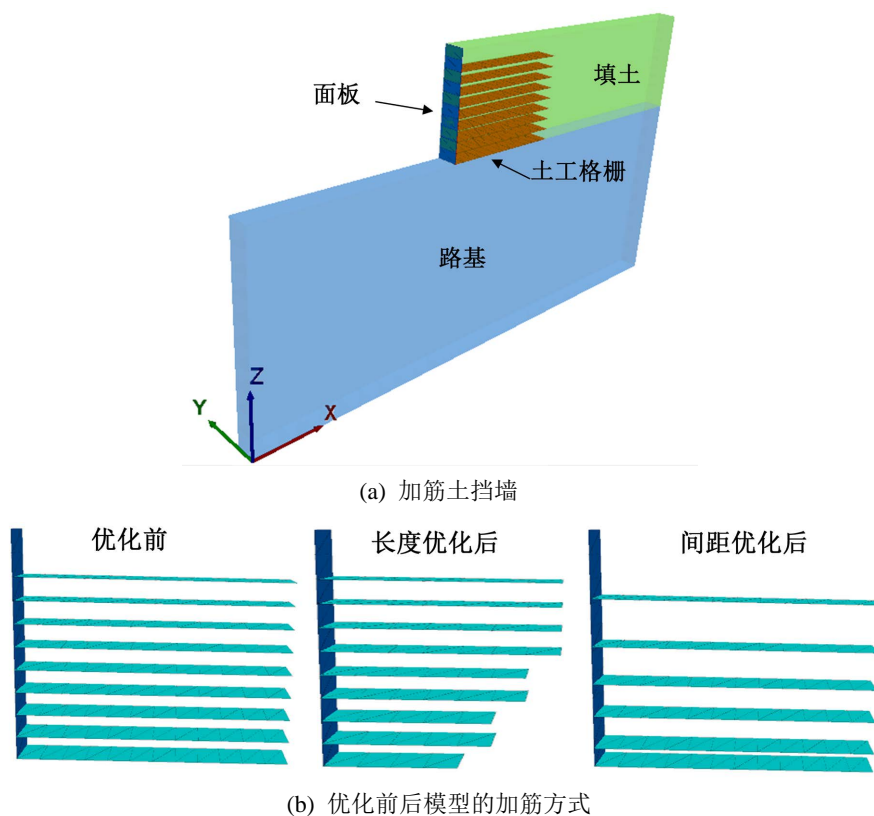 填土
面板
土工格栅
路基
Z
Y
X
(a) 加筋土挡墙
优化前
长度优化后
间距优化后
(b) 优化前后模型的加筋方式